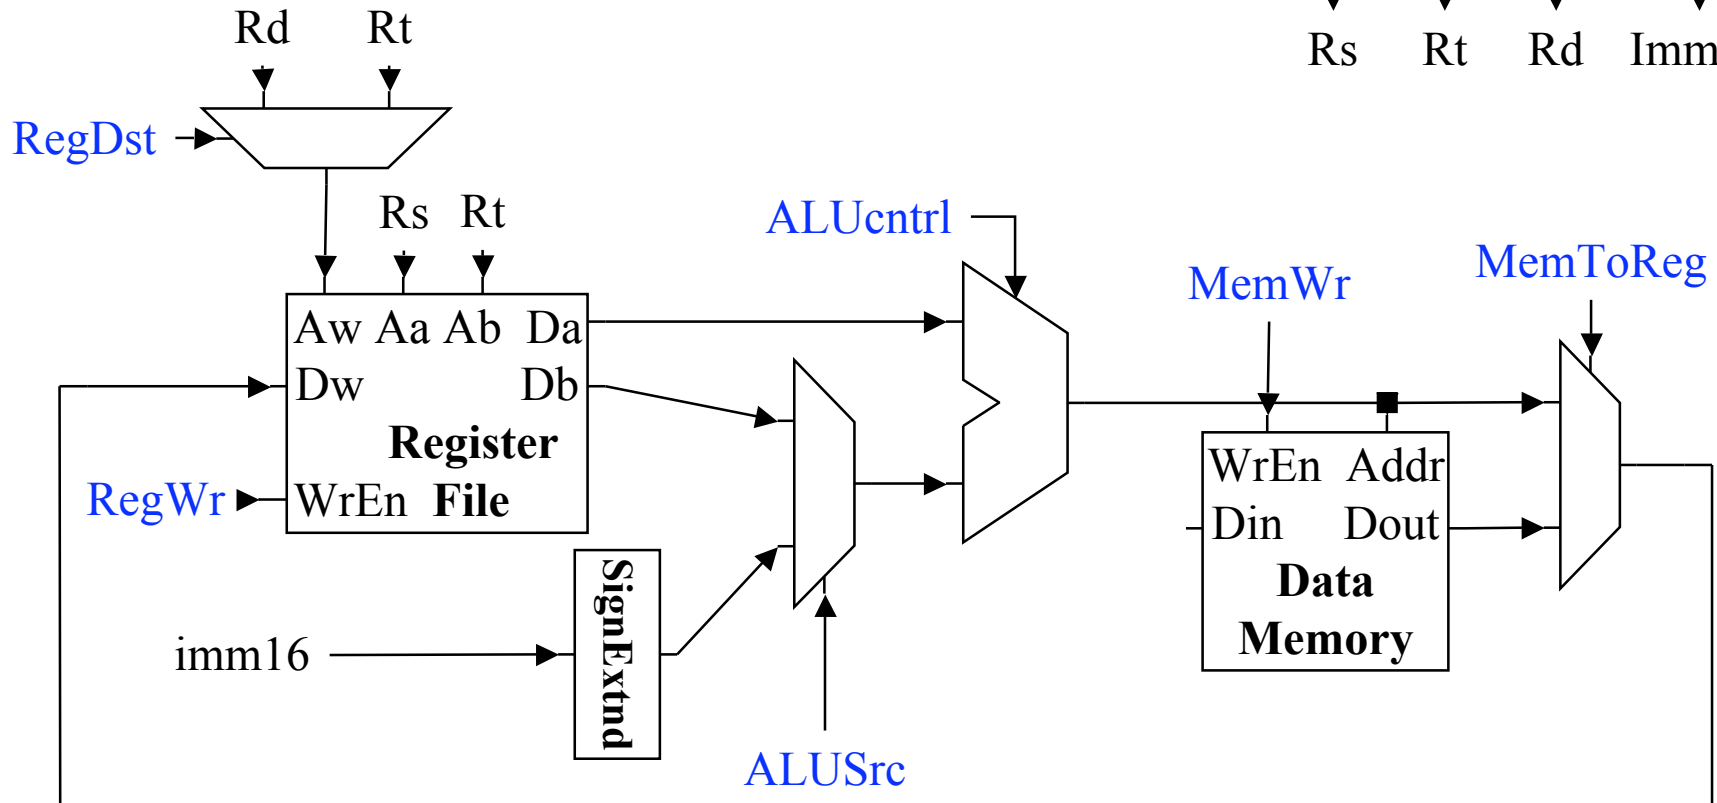 Rd Rt
Rs Rt Rd Imm
RegDst
Rs Rt
ALUcntrl
MemWr
MemToReg
Aw Aa Ab Da
Dw Db
Register
File
RegWr
WrEn
WrEn Addr
Din Dout
Data
Memory
SignExtnd
imm16
ALUSrc